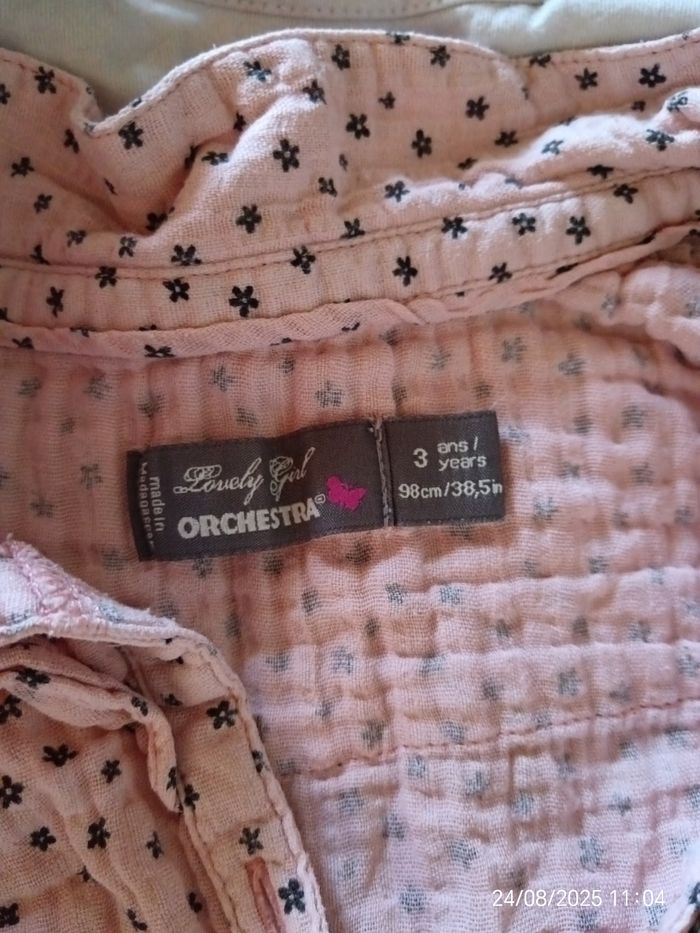 made in
Madagascar
Lovely Girl
ORCHESTRA®
3 ans /
years
98cm/38,5in
24/08/2025 11:04